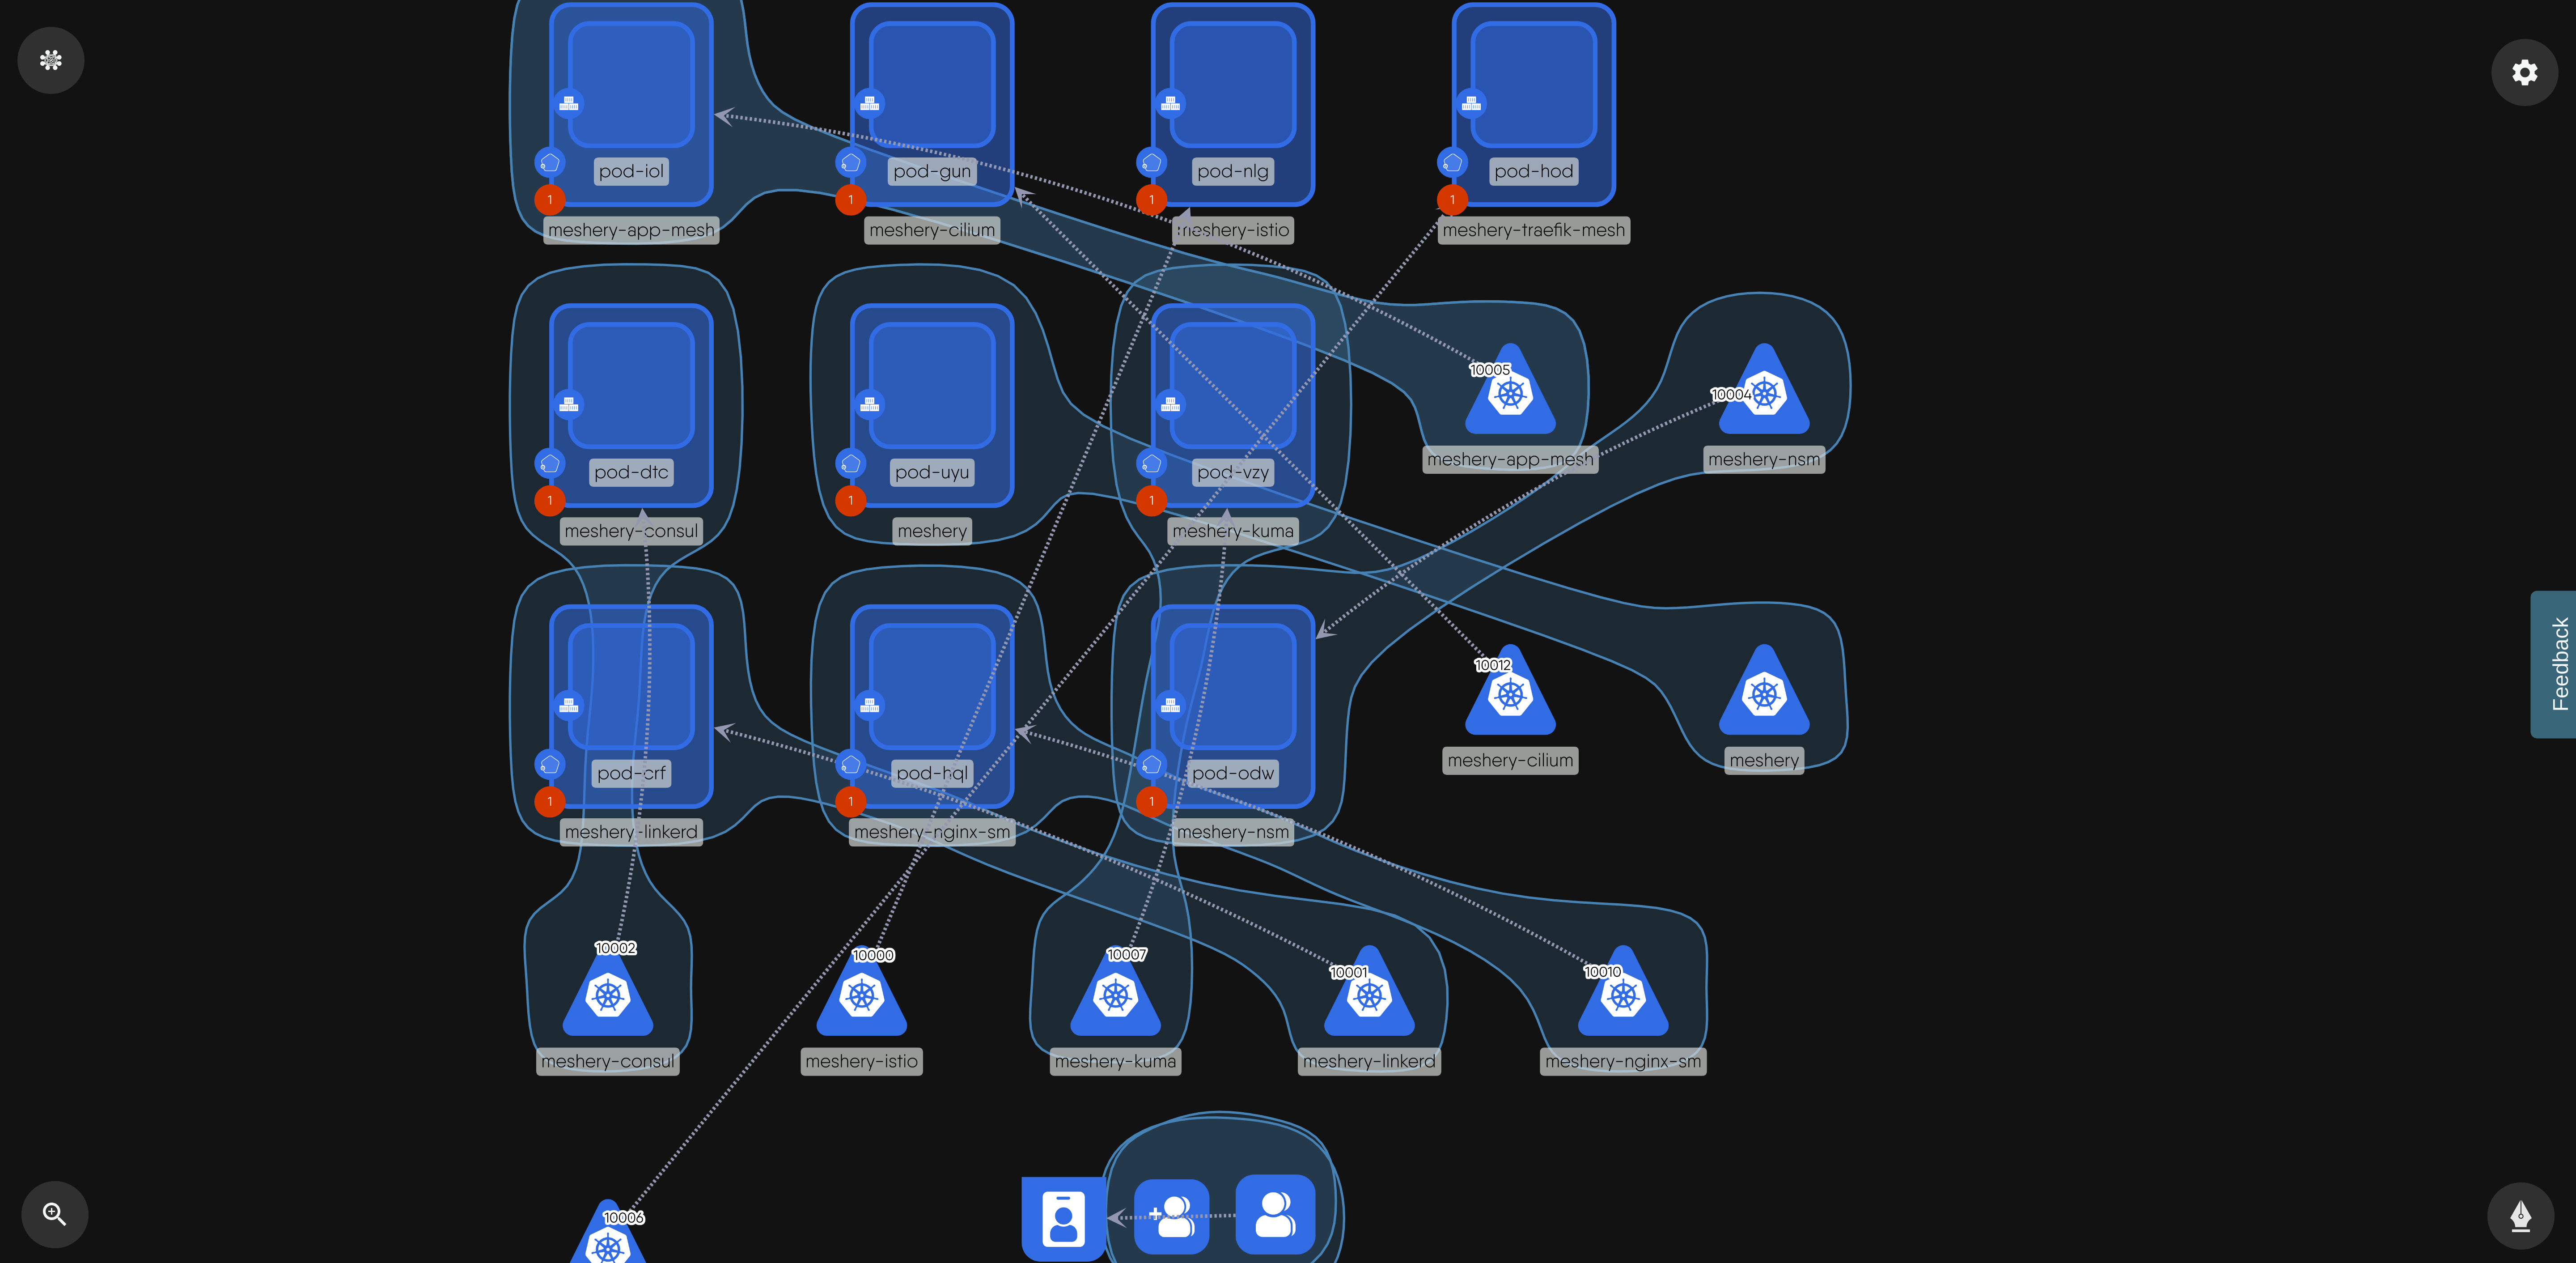 pod-iol
pod-gun
pod-nlg
pod-hod
1
1
1
1
meshery-app-mesh
meshery-cilium
meshery-istio
meshery-traefik-mesh
10005
10004
pod-dtc
pod-uyu
pod-vzy
meshery-app-mesh
meshery-nsm
1
1
1
meshery-consul
meshery
meshery-kuma
10012
Feedback
pod-crf
pod-hql
pod-odw
meshery-cilium
meshery
1
1
1
meshery-linkerd
meshery-nginx-sm
meshery-nsm
10002
10000
10007
10001
10010
meshery-consul
meshery-istio
meshery-kuma
meshery-linkerd
meshery-nginx-sm
10006